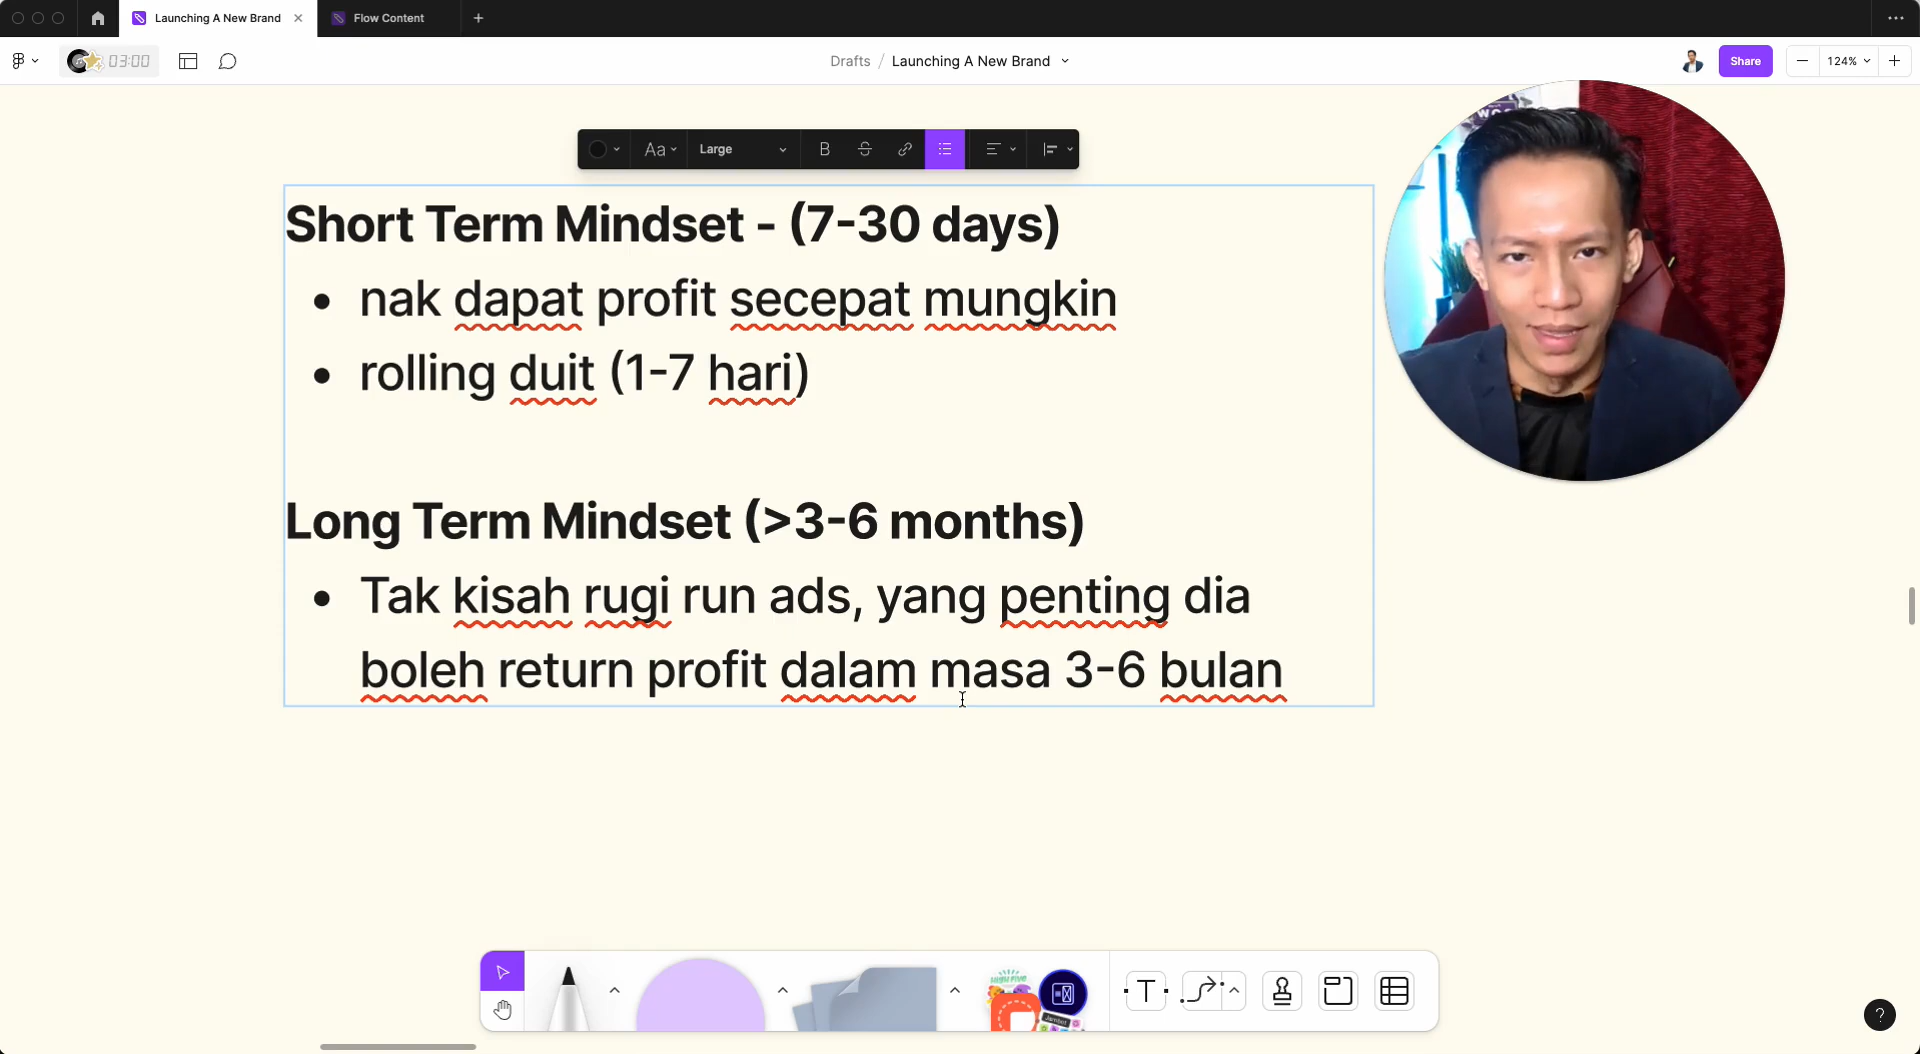 Launching A New Brand
Flow Content
03:00
Drafts / Launching A New Brand
Share
124%
Aa
Large
B
S
Short Term Mindset - (7-30 days)
• nak dapat profit secepat mungkin
• rolling duit (1-7 hari)
Long Term Mindset (>3-6 months)
• Tak kisah rugi run ads, yang penting dia
boleh return profit dalam masa 3-6 bulan
T
?